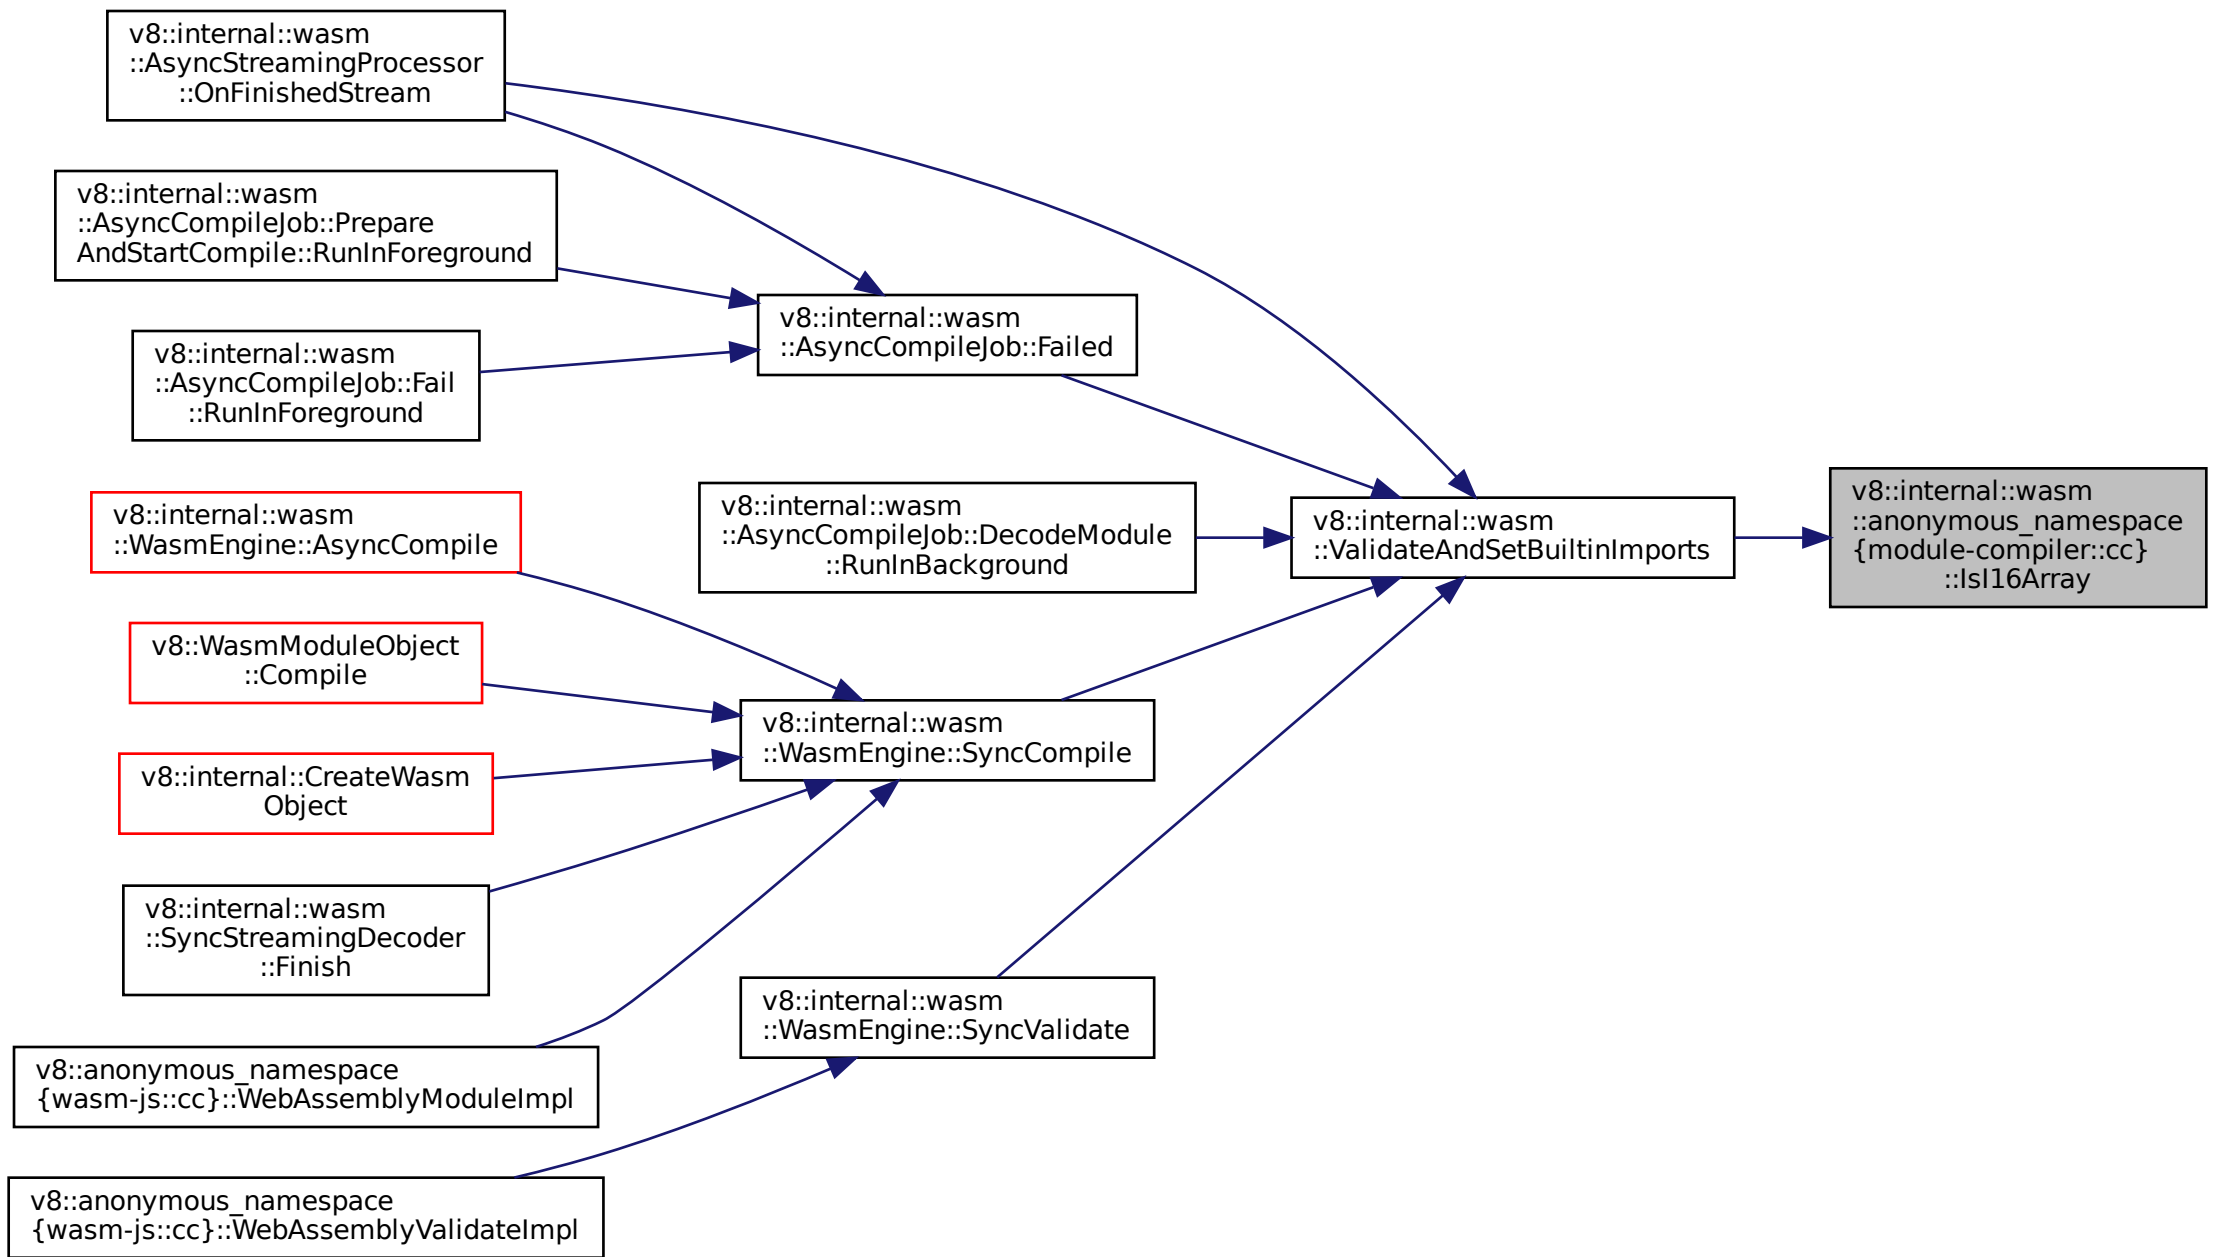 v8::internal::wasm
::AsyncStreamingProcessor
::OnFinishedStream
v8::internal::wasm
::AsyncCompileJob::Prepare
AndStartCompile::RunInForeground
v8::internal::wasm
::AsyncCompileJob::Failed
v8::internal::wasm
::AsyncCompileJob::Fail
::RunInForeground
v8::internal::wasm
::AsyncCompileJob::DecodeModule
::RunInBackground
v8::internal::wasm
::ValidateAndSetBuiltinImports
v8::internal::wasm
::anonymous_namespace
{module-compiler::cc}
::IsI16Array
v8::internal::wasm
::WasmEngine::AsyncCompile
v8::WasmModuleObject
::Compile
v8::internal::wasm
::WasmEngine::SyncCompile
v8::internal::CreateWasm
Object
v8::internal::wasm
::SyncStreamingDecoder
::Finish
v8::internal::wasm
::WasmEngine::SyncValidate
v8::anonymous_namespace
{wasm-js::cc}::WebAssemblyModuleImpl
v8::anonymous_namespace
{wasm-js::cc}::WebAssemblyValidateImpl